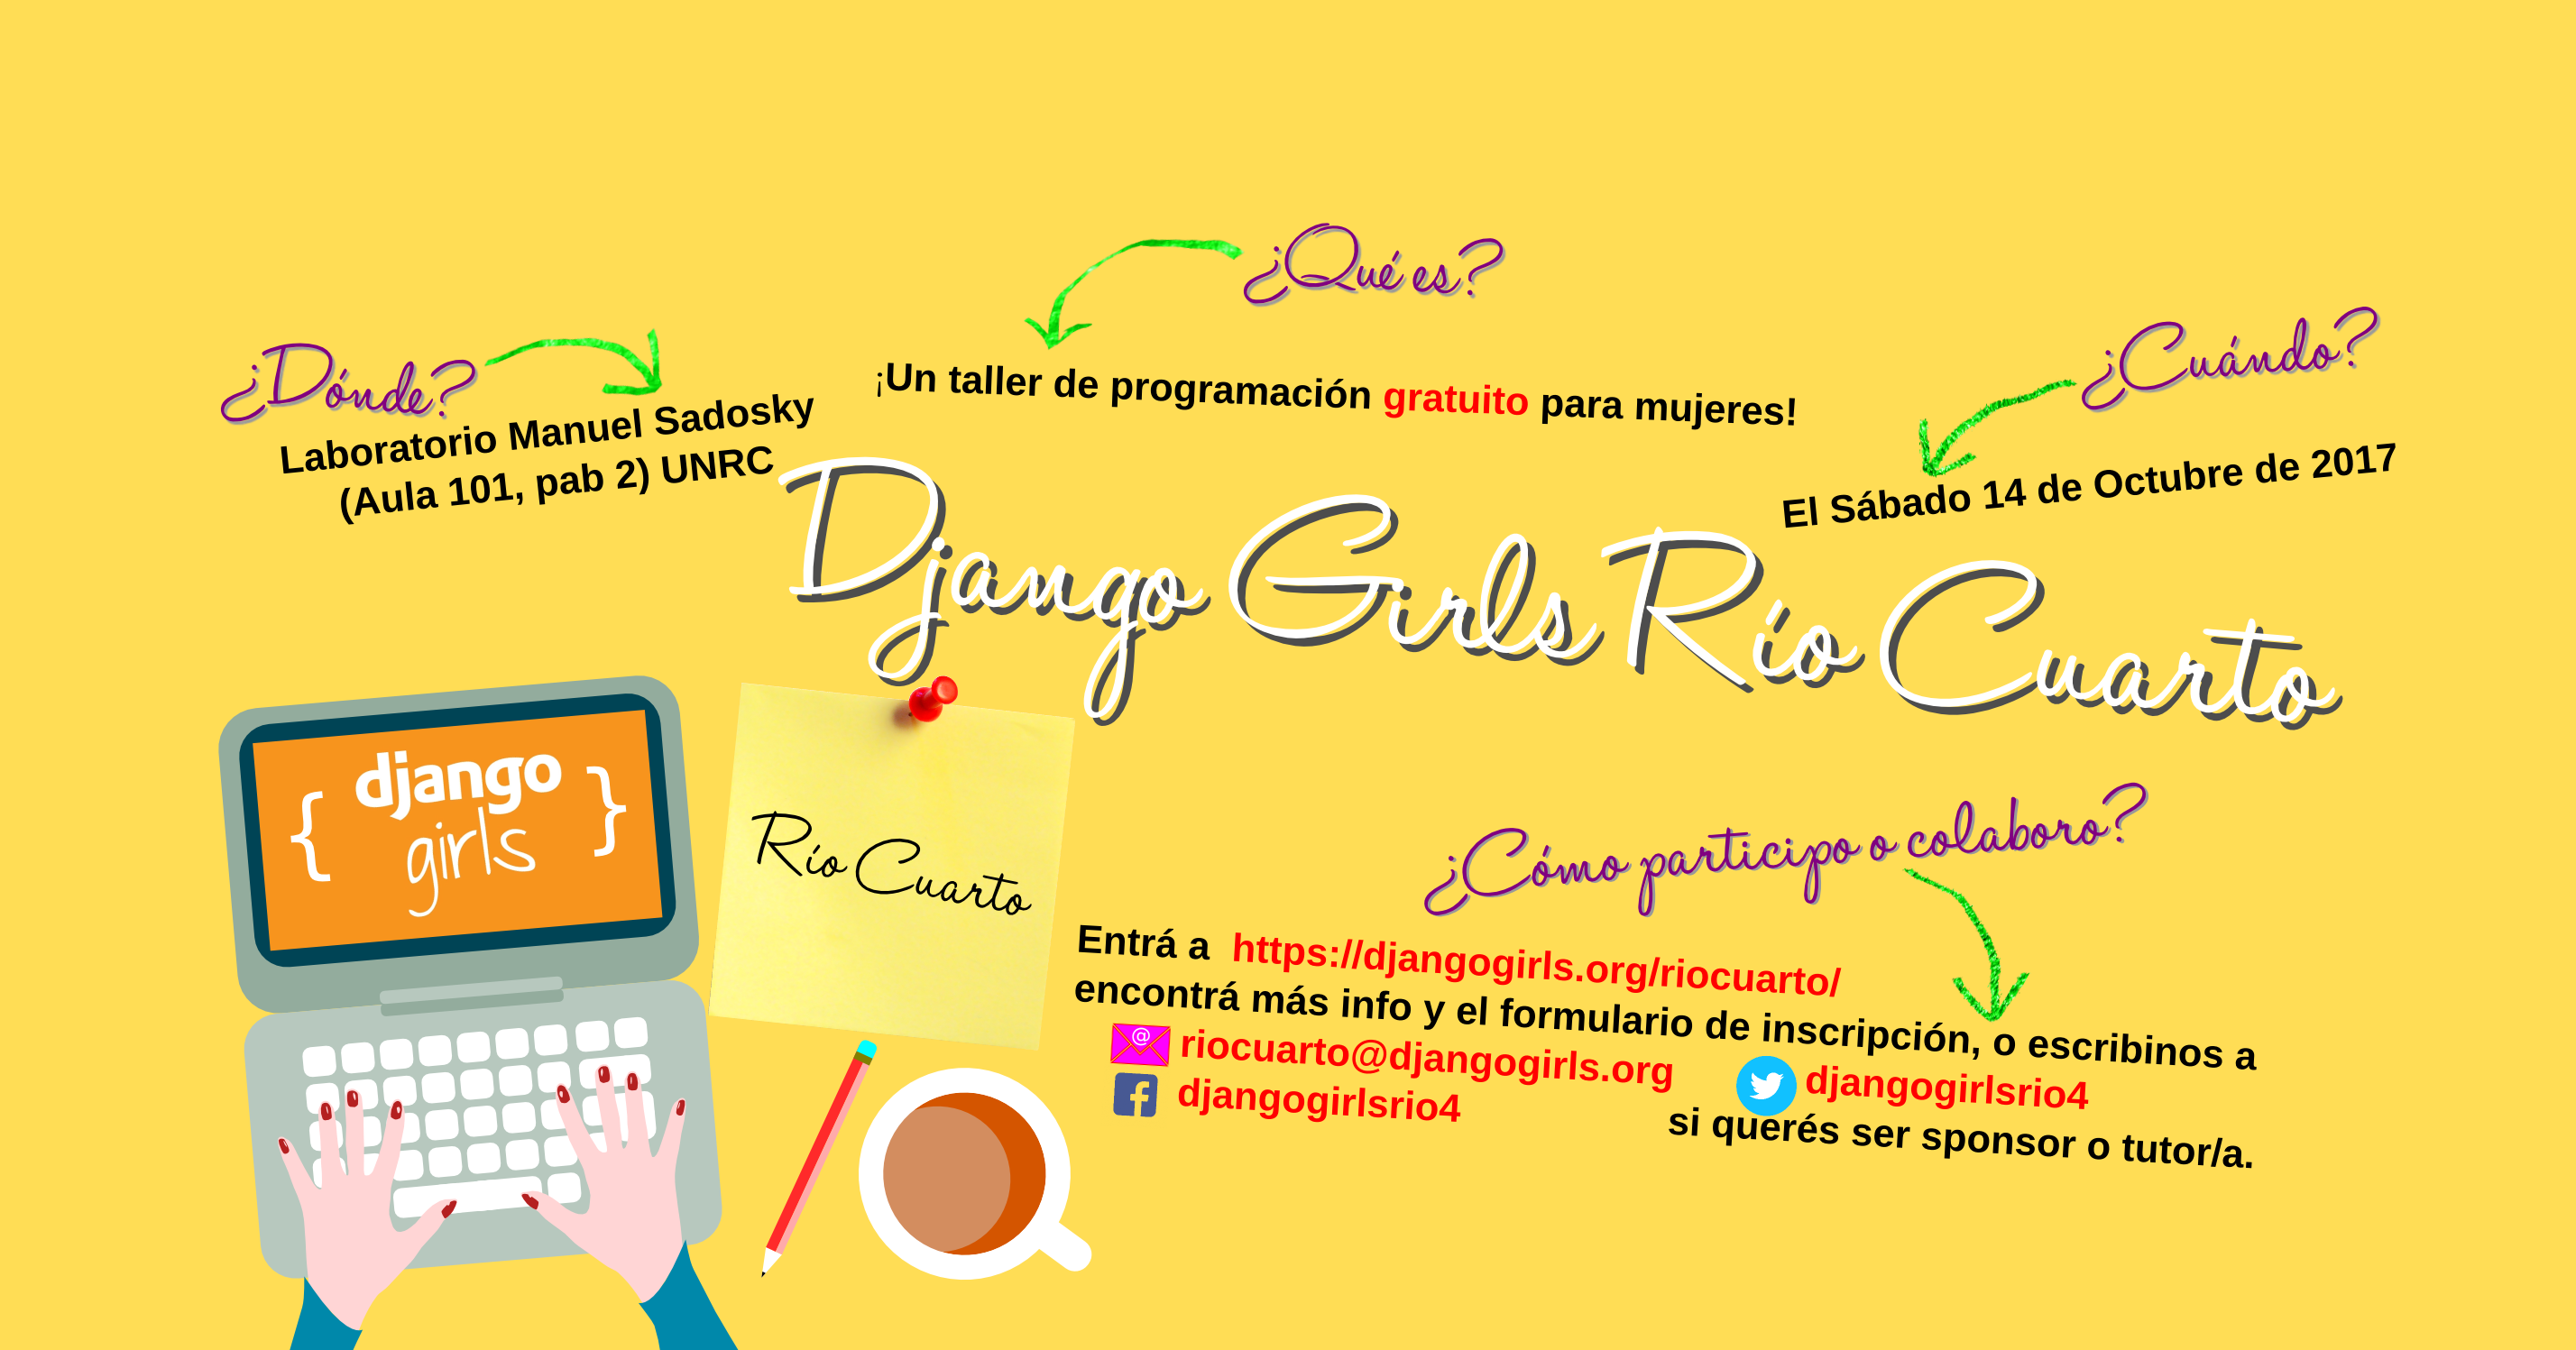 ¿Qué es?
¡Un taller de programación gratuito para mujeres!
¿Dónde?
Laboratorio Manuel Sadosky
(Aula 101, pab 2) UNRC
¿Cuándo?
El Sábado 14 de Octubre de 2017
Django Girls Río Cuarto
{ django
girls }
Río Cuarto
¿Cómo participo o colaboro?
Entrá a https://djangogirls.org/riocuarto/
encontrá más info y el formulario de inscripción, o escribinos a
@ riocuarto@djangogirls.org
djangogirlsrio4
f djangogirlsrio4
si querés ser sponsor o tutor/a.